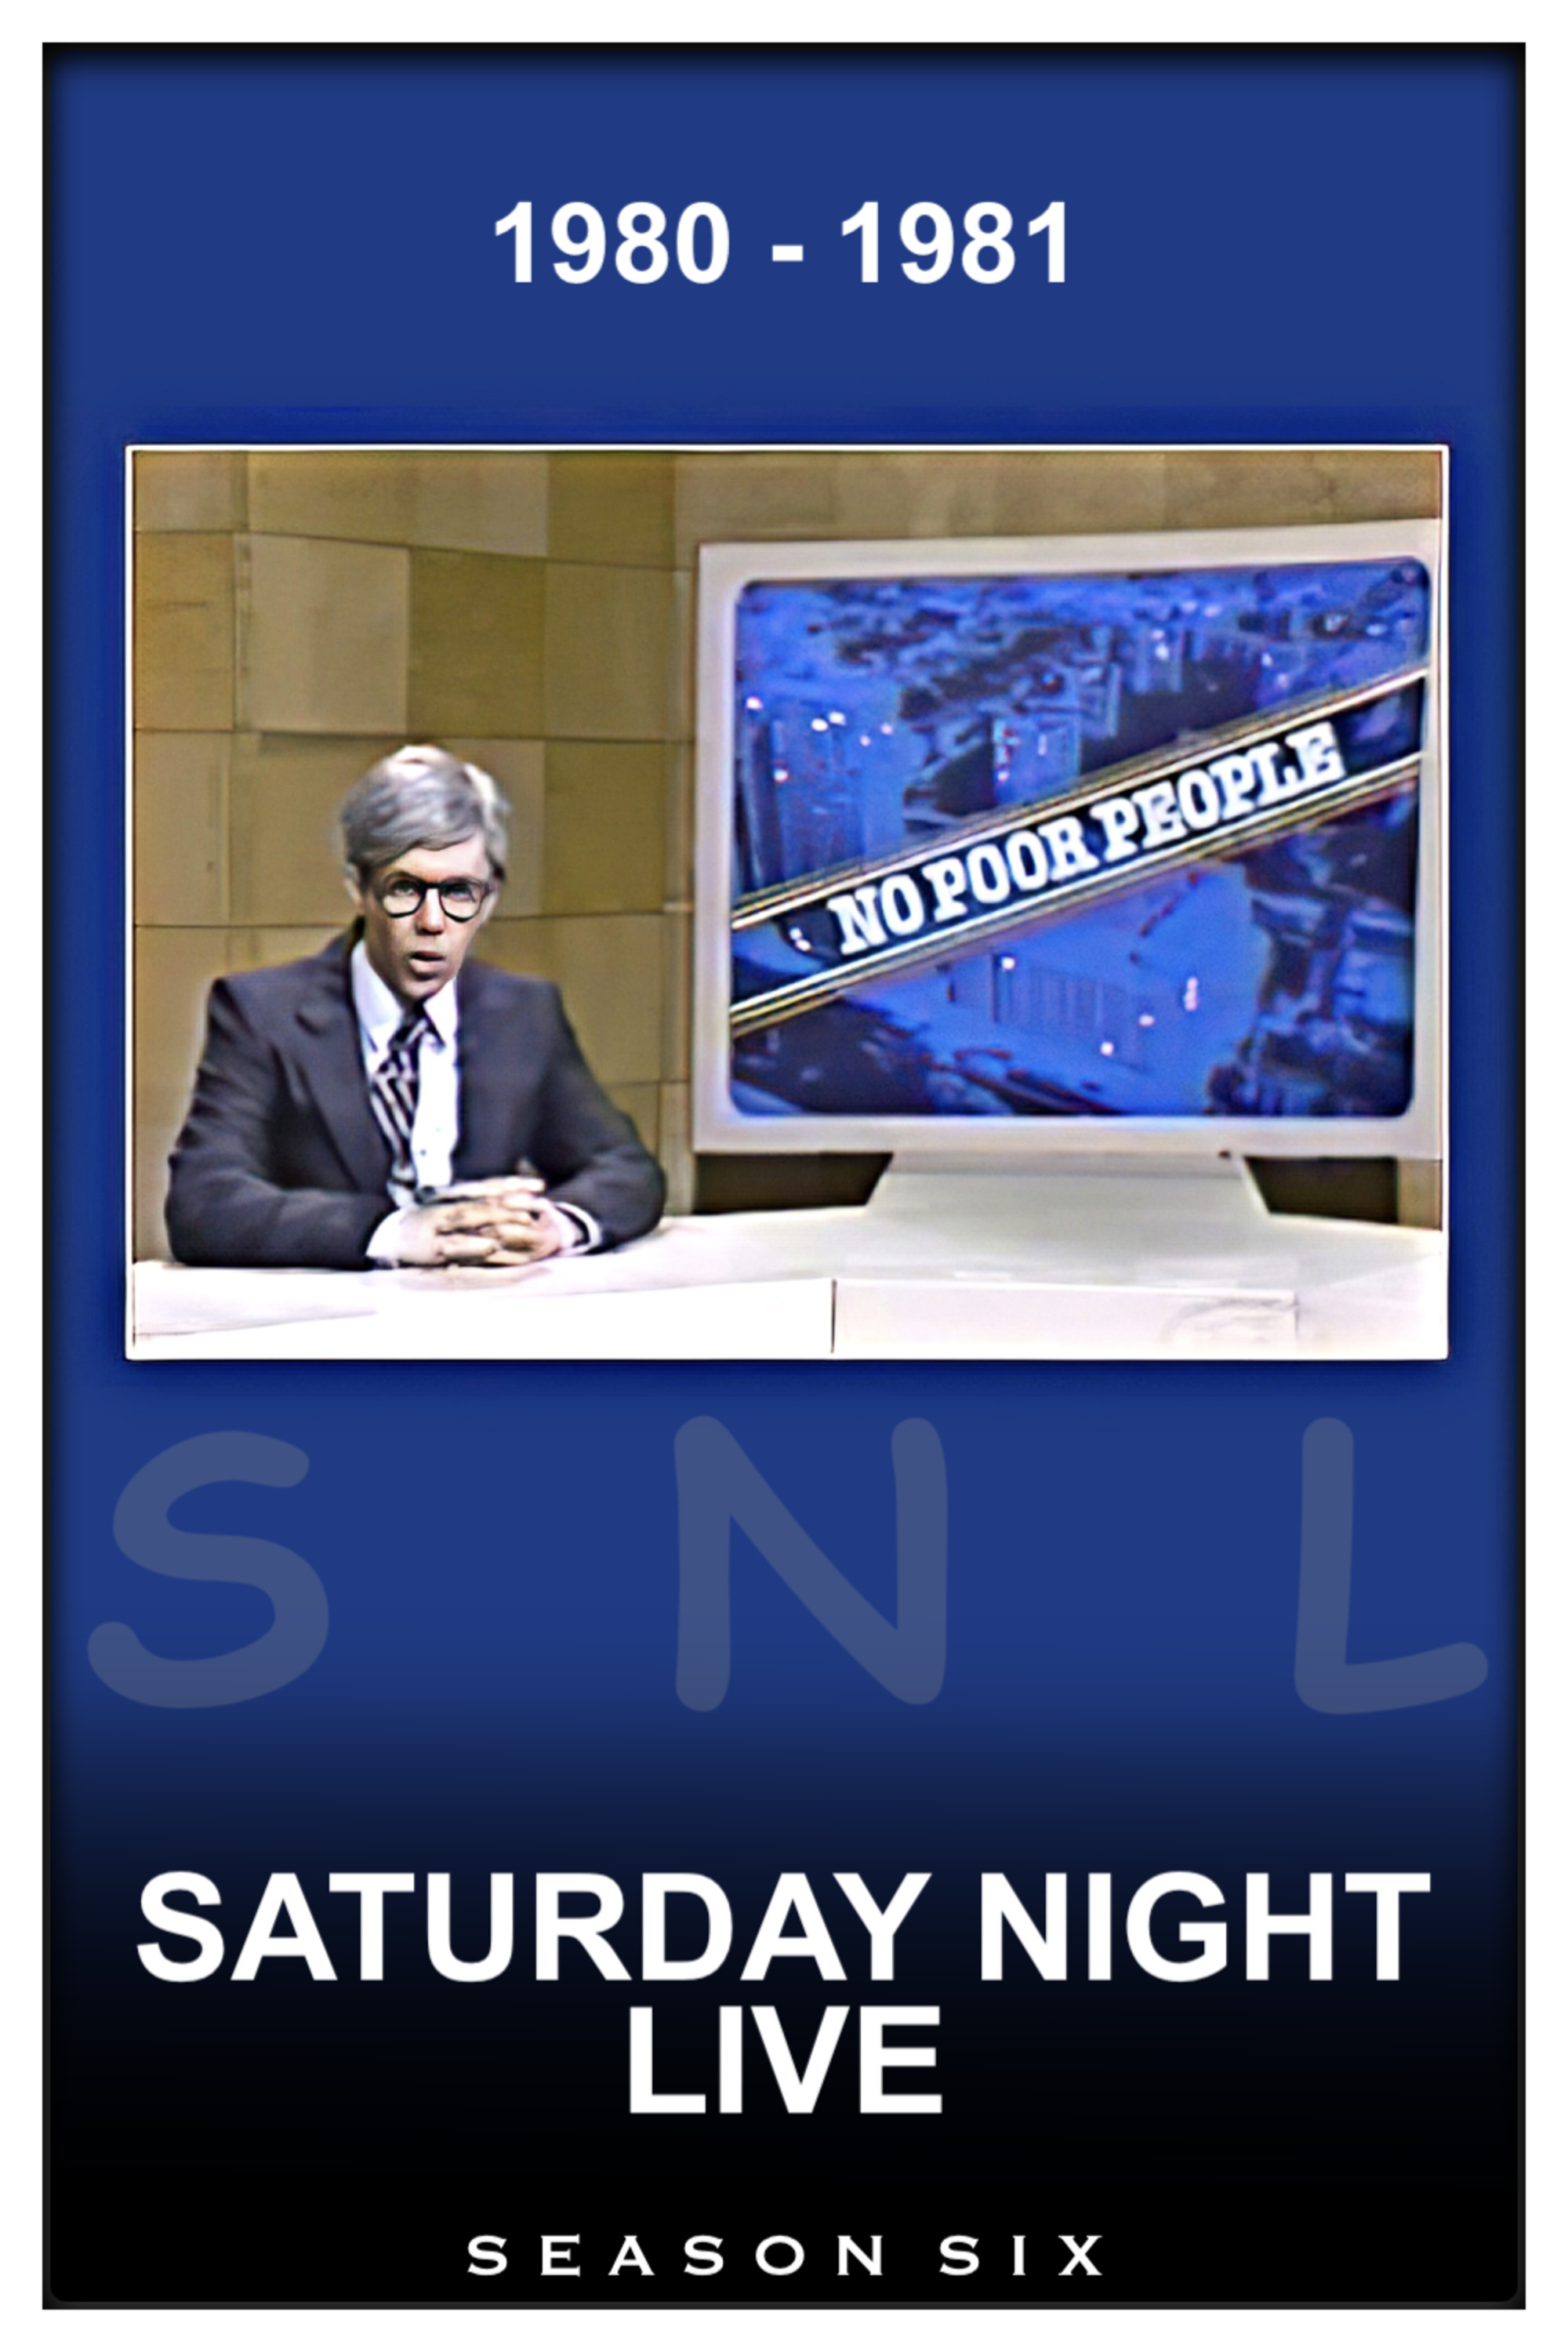 1980 - 1981
NO POOR PEOPLE
S N L
SATURDAY NIGHT
LIVE
SEASON SIX